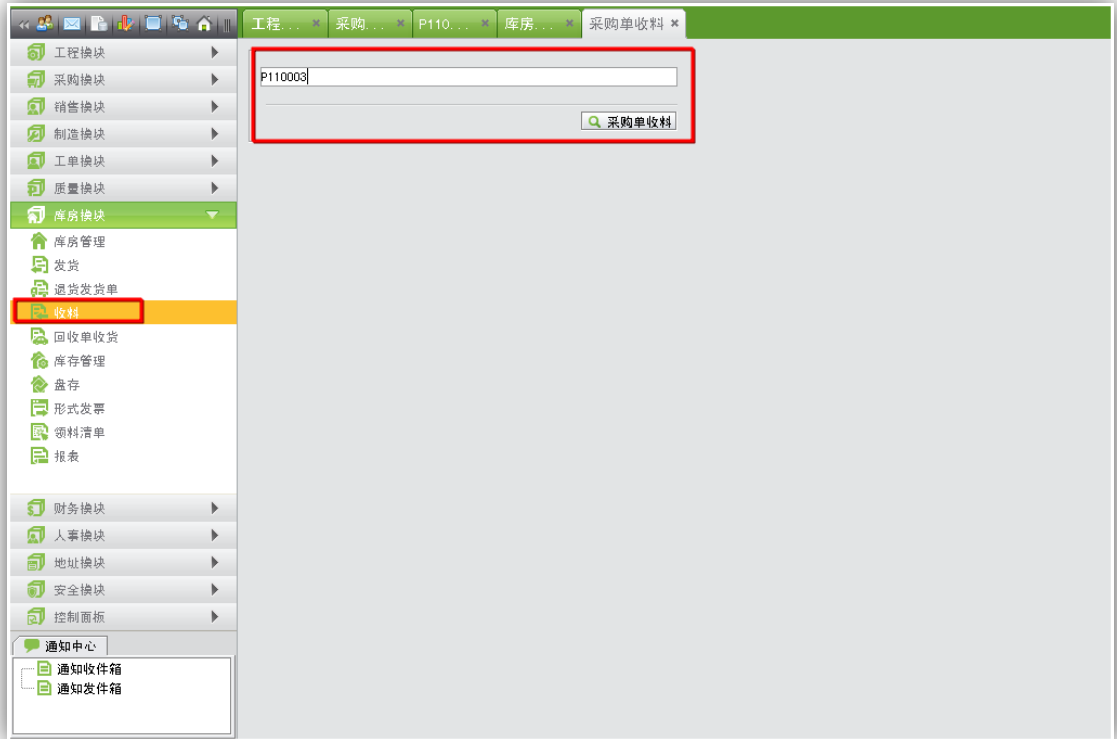 工程... 采购... P110... 库房... 采购单收料
工程模块
采购模块
销售模块
制造模块
工单模块
质量模块
库房模块
库房管理
发货
退货发货单
收料
回收单收货
库存管理
盘存
形式发票
领料清单
报表
财务模块
人事模块
地址模块
安全模块
控制面板
通知中心
通知收件箱
通知发件箱
P110003
采购单收料